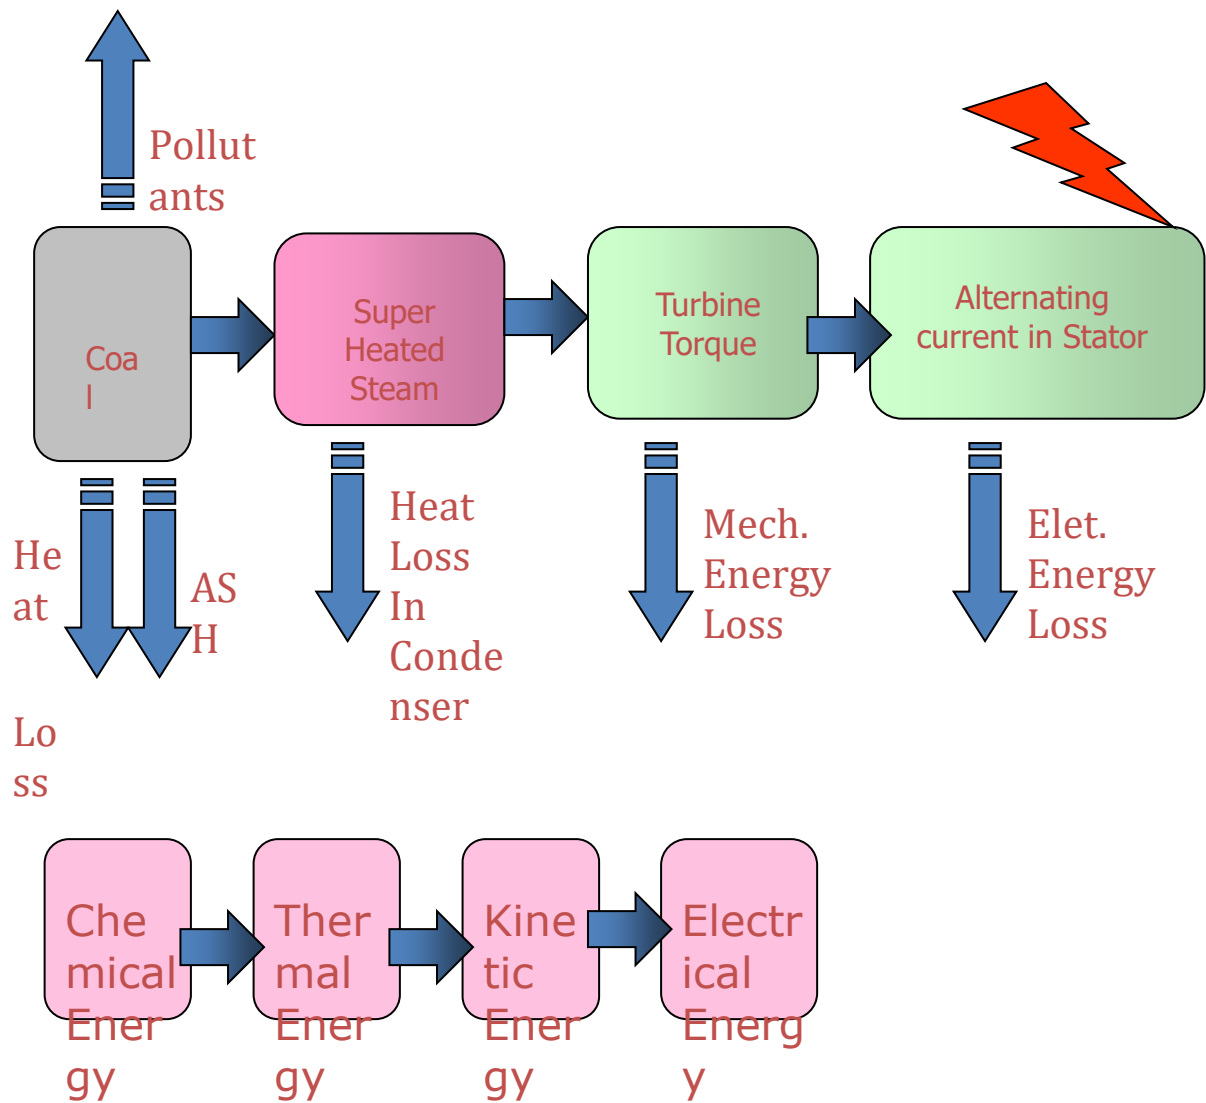 Pollut
ants
Coa
l
Super
Heated
Steam
Turbine
Torque
Alternating
current in Stator
He
at
Lo
ss
AS
H
Heat
Loss
In
Conde
nser
Mech.
Energy
Loss
Elet.
Energy
Loss
Che
mical
Ener
gy
Ther
mal
Ener
gy
Kine
tic
Ener
gy
Electr
ical
Energ
y